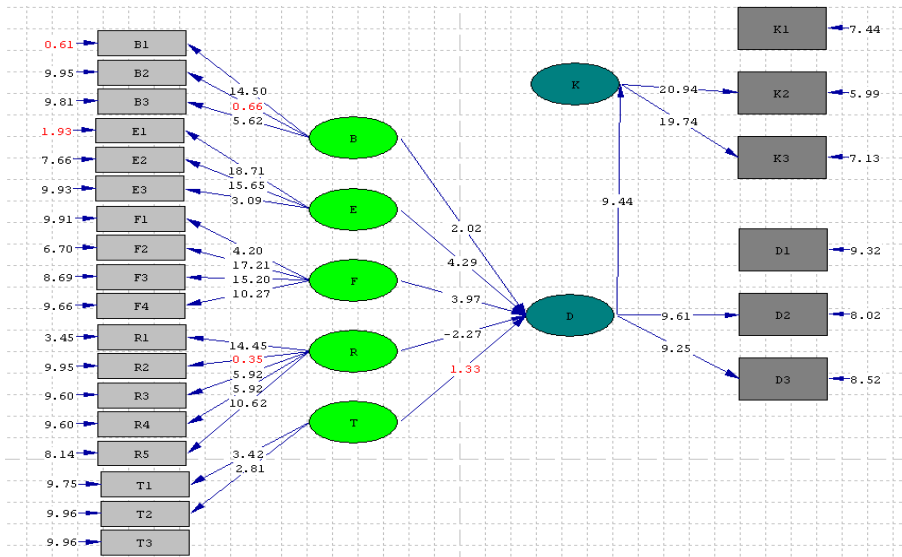 K1
7.44
0.61
B1
B2
9.95
14.50
K
20.94
K2
5.99
B3
9.81
0.66
5.62
E1
1.93
19.74
B
E2
7.66
K3
7.13
18.71
E3
9.93
15.65
3.09
9.44
E
F1
9.91
2.02
F2
6.70
4.20
D1
9.32
17.21
4.29
F3
8.69
15.20
F
10.27
3.97
F4
9.66
D
9.61
D2
8.02
R1
3.45
14.45
-2.27
9.25
R
R2
9.95
0.35
5.92
1.33
D3
8.52
R3
9.60
5.92
10.62
R4
9.60
T
R5
8.14
3.42
2.81
T1
9.75
T2
9.96
T3
9.96